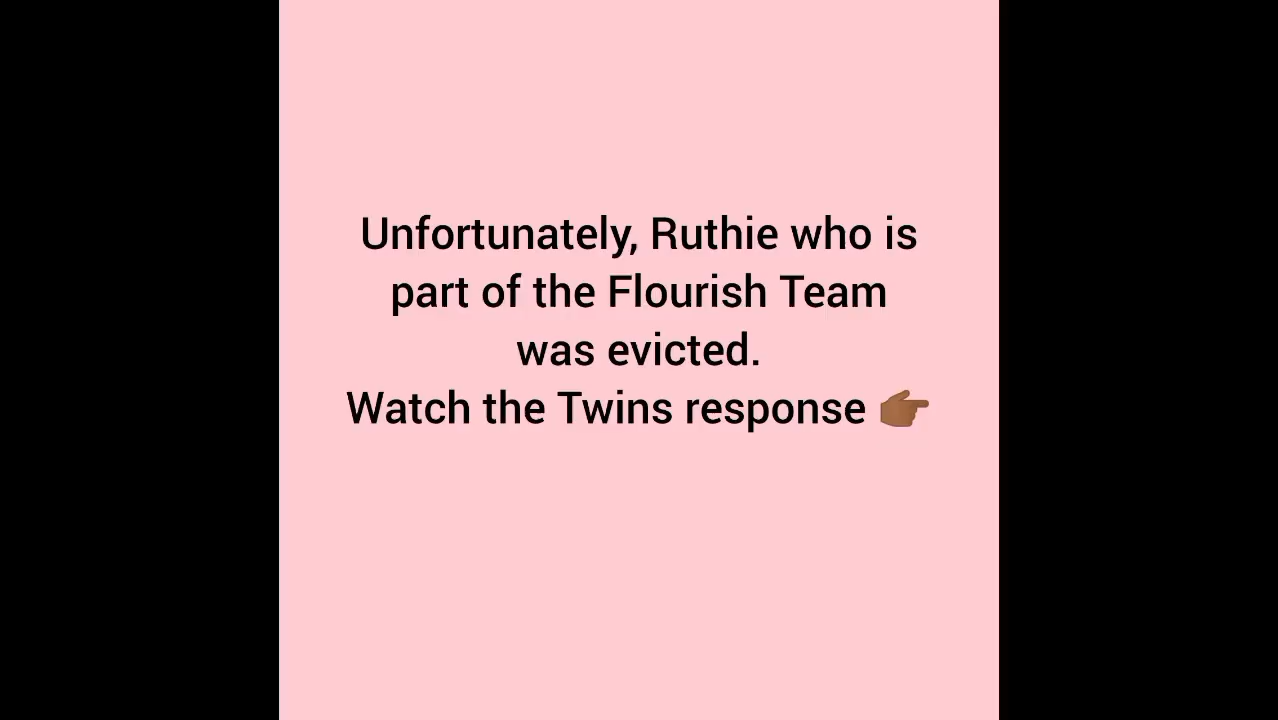 Unfortunately, Ruthie who is
part of the Flourish Team
was evicted.
Watch the Twins response 👉🏾